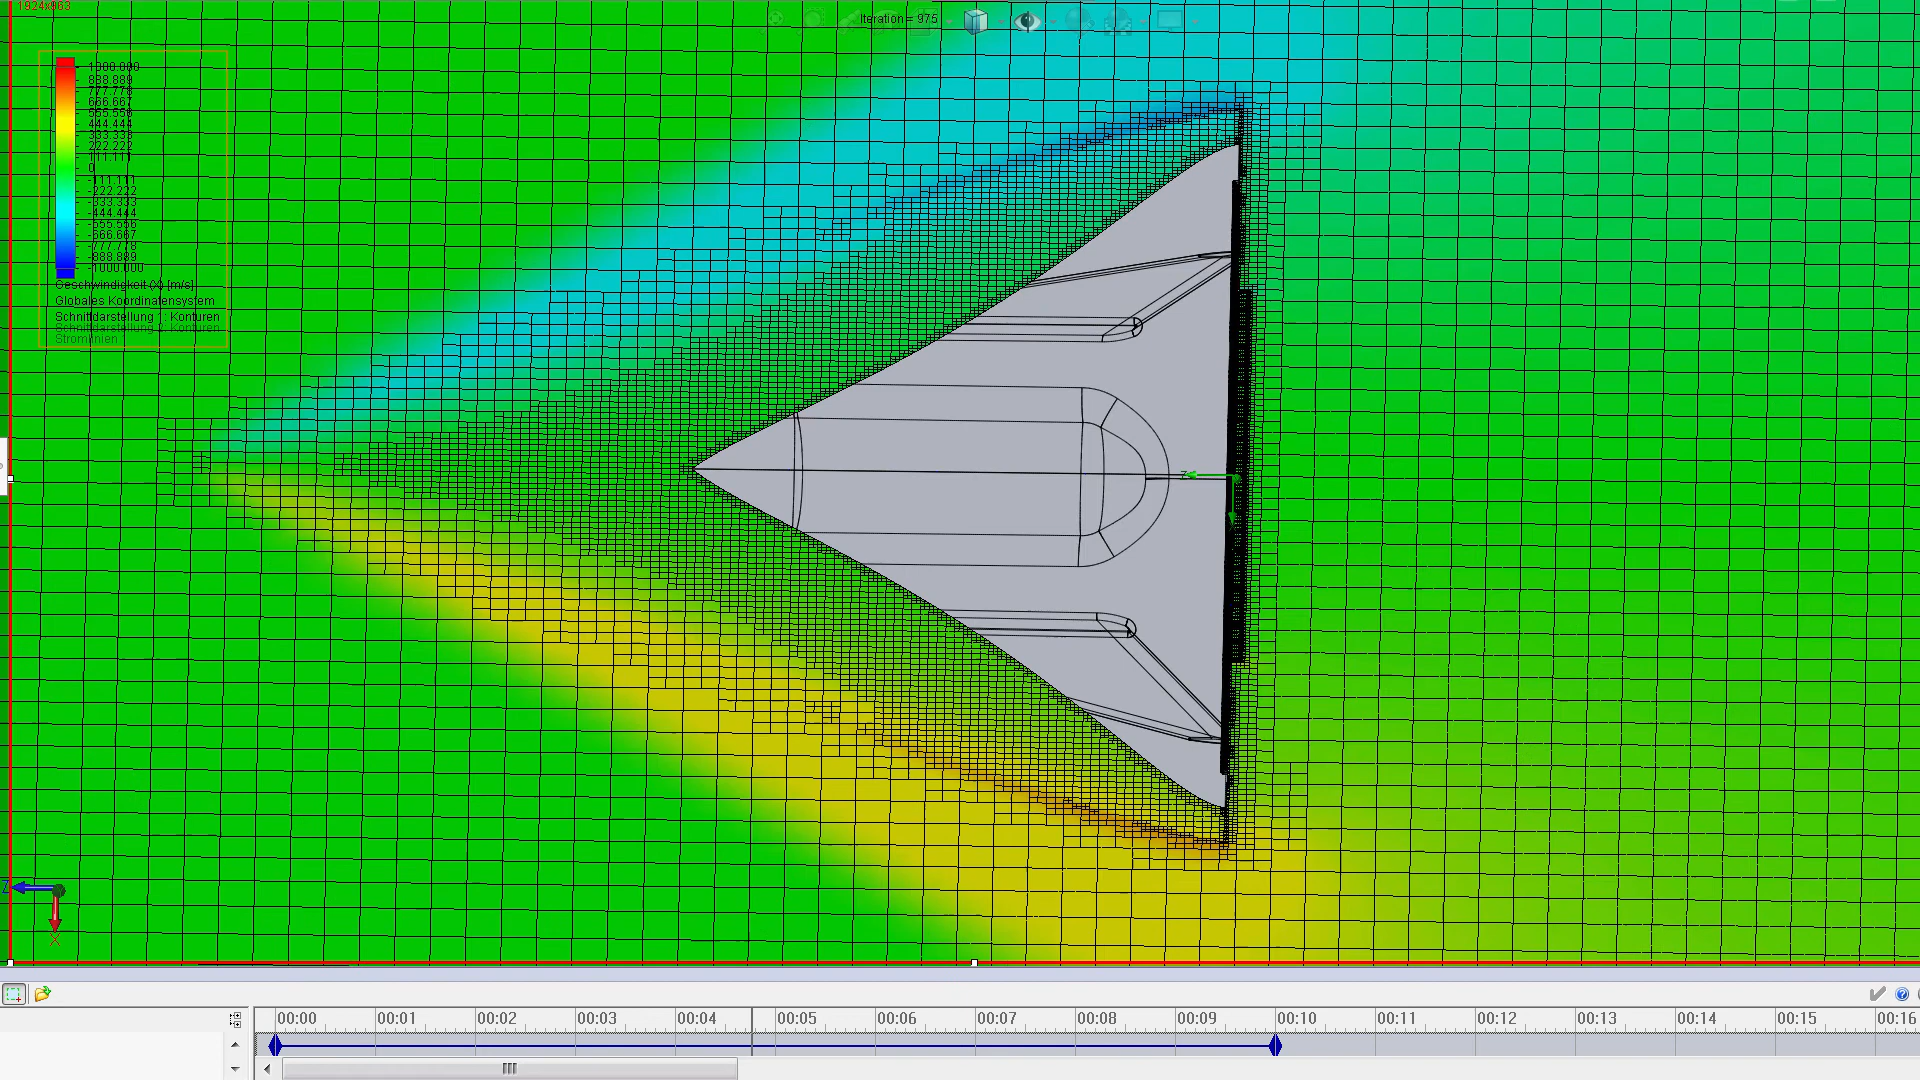 1924x963
Iteration = 975
1000.000
888.889
777.778
666.667
555.556
444.444
333.333
222.222
111.111
0
-111.111
-222.222
-333.333
-444.444
-555.556
-666.667
-777.778
-888.889
-1000.000
Geschwindigkeit (X) [m/s]
Globales Koordinatensystem
Schnittdarstellung 1: Konturen
Schnittdarstellung 2: Konturen
Stromlinien
Z
Z
X
00:00 00:01 00:02 00:03 00:04 00:05 00:06 00:07 00:08 00:09 00:10 00:11 00:12 00:13 00:14 00:15 00:16